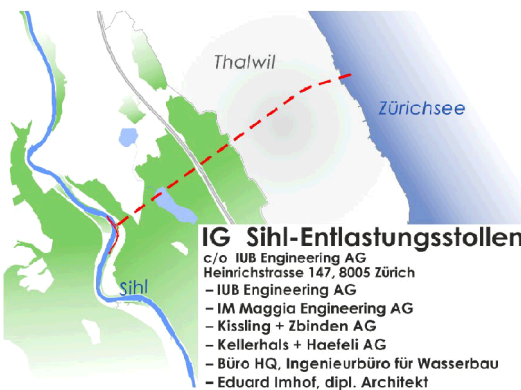 Thalwil
Zürichsee
Sihl
IG Sihl-Entlastungsstollen
c/o IUB Engineering AG
Heinrichstrasse 147, 8005 Zürich
– IUB Engineering AG
– IM Maggia Engineering AG
– Kissling + Zbinden AG
– Kellerhals + Haefeli AG
– Büro HQ, Ingenieurbüro für Wasserbau
– Eduard Imhof, dipl. Architekt